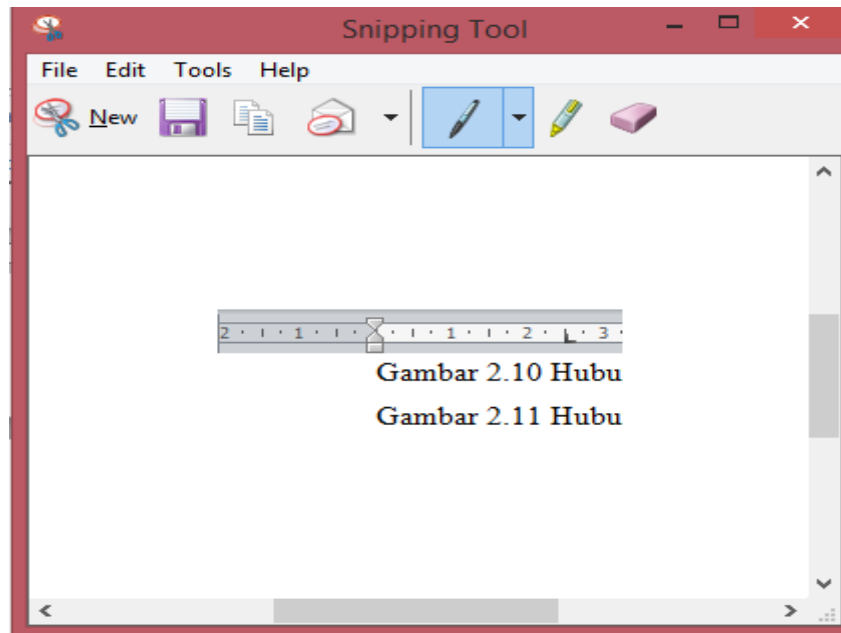 Snipping Tool
File Edit Tools Help
New
2 1 1 2 3
Gambar 2.10 Hubu
Gambar 2.11 Hubu